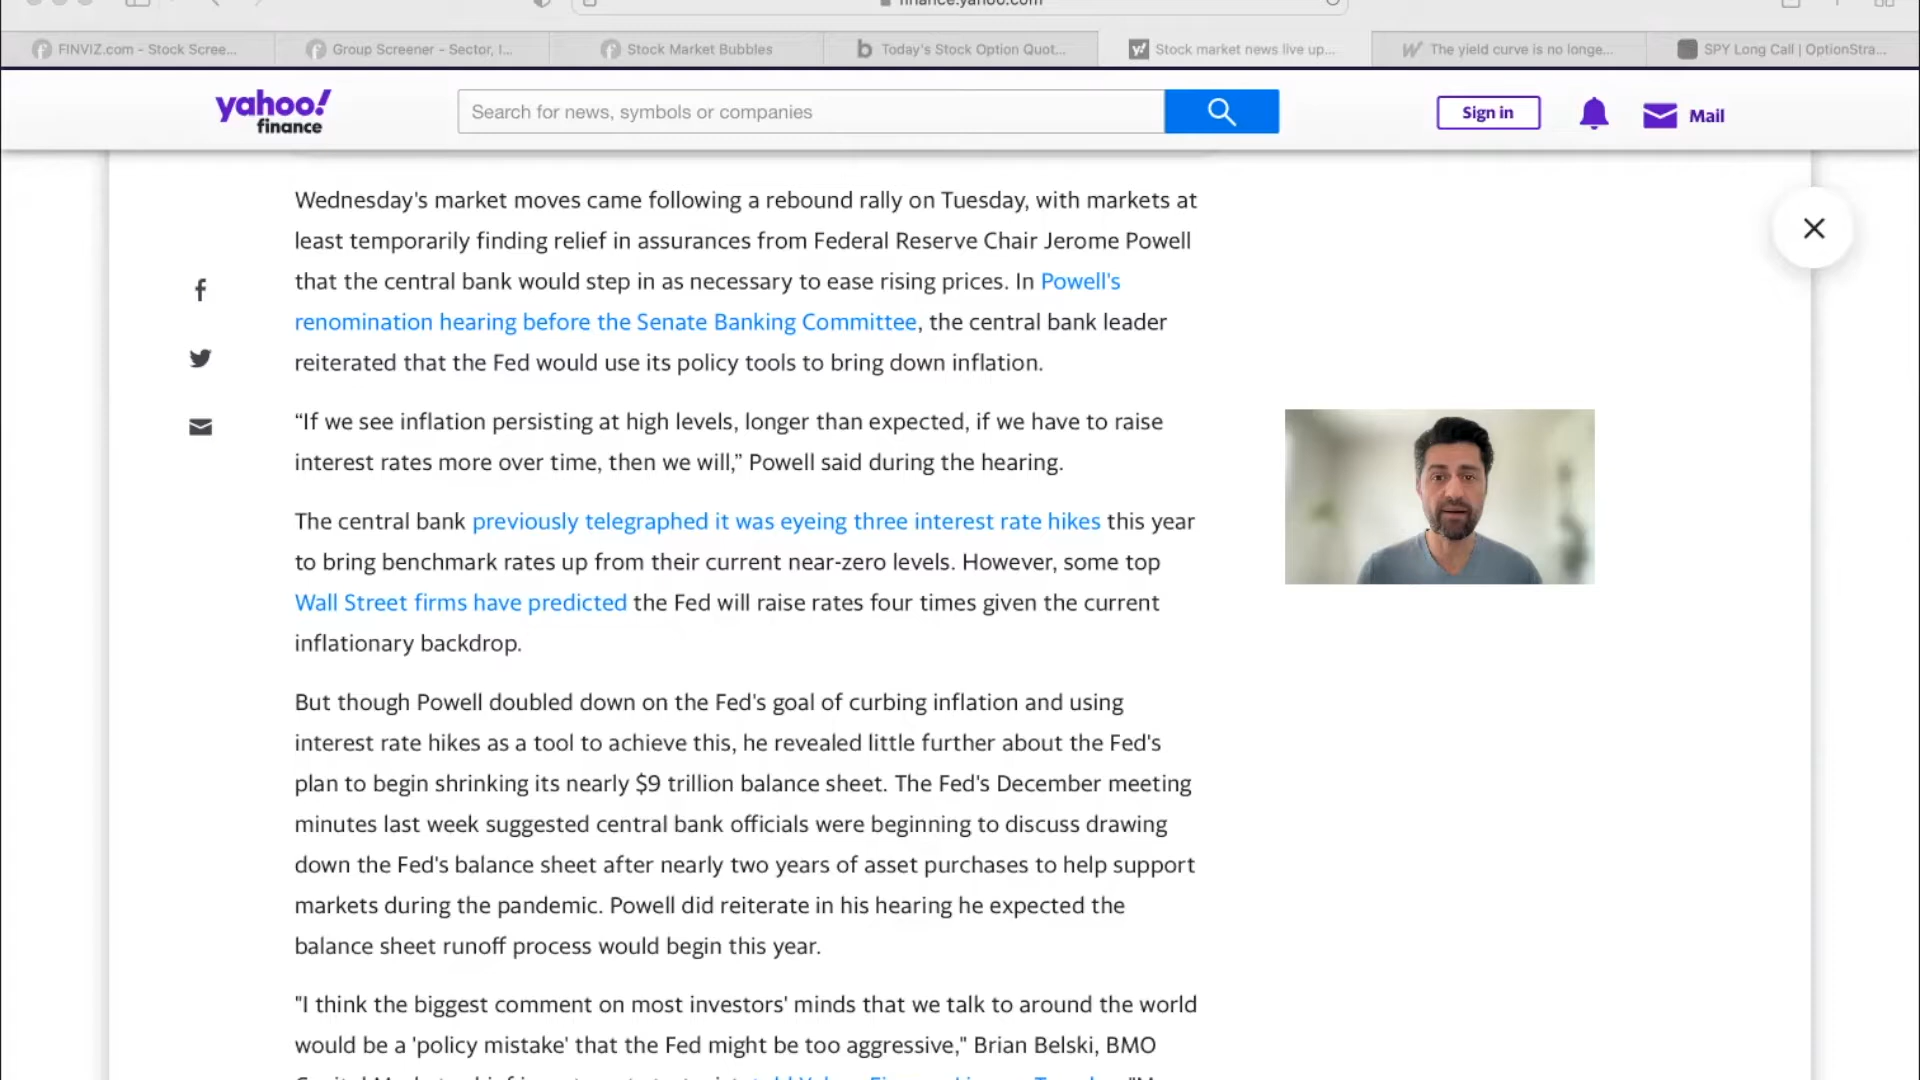 finance.yahoo.com
FINVIZ.com - Stock Scree...
Group Screener - Sector, I...
Stock Market Bubbles
Today's Stock Option Quot...
Stock market news live up...
The yield curve is no longe...
SPY Long Call | OptionStra...
yahoo!
finance
Search for news, symbols or companies
Sign in
Mail
Wednesday's market moves came following a rebound rally on Tuesday, with markets at
least temporarily finding relief in assurances from Federal Reserve Chair Jerome Powell
that the central bank would step in as necessary to ease rising prices. In Powell's
renomination hearing before the Senate Banking Committee, the central bank leader
reiterated that the Fed would use its policy tools to bring down inflation.
“If we see inflation persisting at high levels, longer than expected, if we have to raise
interest rates more over time, then we will,” Powell said during the hearing.
The central bank previously telegraphed it was eyeing three interest rate hikes this year
to bring benchmark rates up from their current near-zero levels. However, some top
Wall Street firms have predicted the Fed will raise rates four times given the current
inflationary backdrop.
But though Powell doubled down on the Fed's goal of curbing inflation and using
interest rate hikes as a tool to achieve this, he revealed little further about the Fed's
plan to begin shrinking its nearly $9 trillion balance sheet. The Fed's December meeting
minutes last week suggested central bank officials were beginning to discuss drawing
down the Fed's balance sheet after nearly two years of asset purchases to help support
markets during the pandemic. Powell did reiterate in his hearing he expected the
balance sheet runoff process would begin this year.
"I think the biggest comment on most investors' minds that we talk to around the world
would be a 'policy mistake' that the Fed might be too aggressive," Brian Belski, BMO